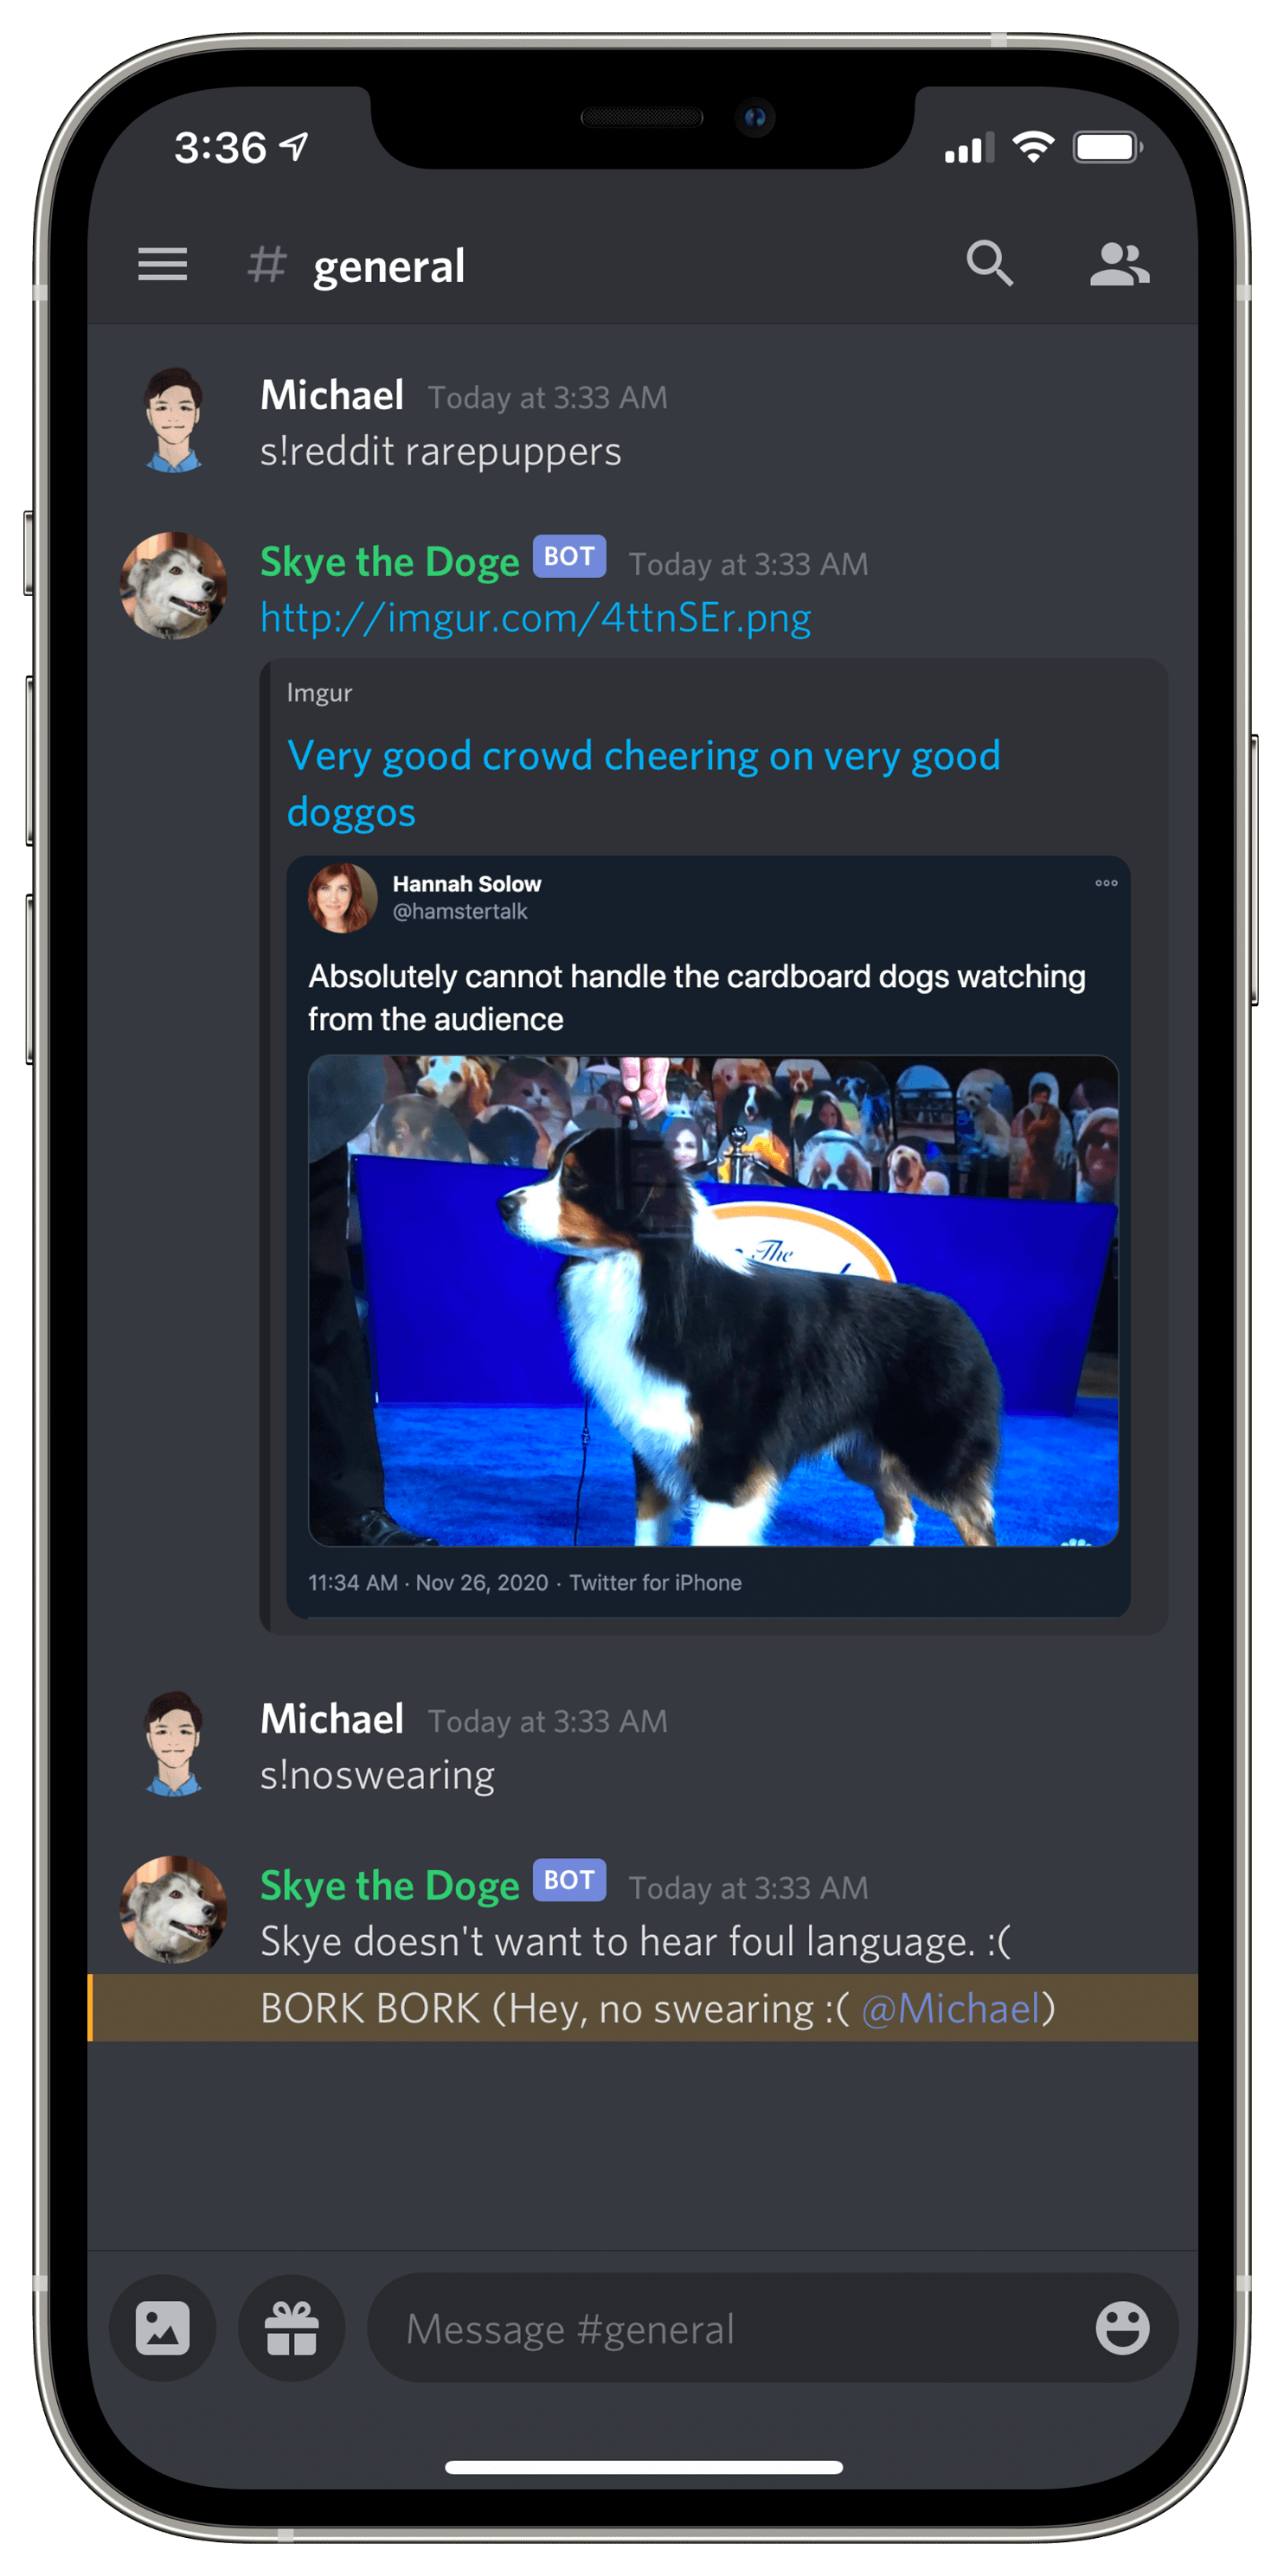 3:36
# general
Michael Today at 3:33 AM
s!reddit rarepuppers
Skye the Doge BOT Today at 3:33 AM
http://imgur.com/4ttnSEr.png
Imgur
Very good crowd cheering on very good
doggos
Hannah Solow
@hamstertalk
Absolutely cannot handle the cardboard dogs watching
from the audience
The
11:34 AM · Nov 26, 2020 · Twitter for iPhone
Michael Today at 3:33 AM
s!noswearing
Skye the Doge BOT Today at 3:33 AM
Skye doesn't want to hear foul language. :(
BORK BORK (Hey, no swearing :( @Michael)
Message #general